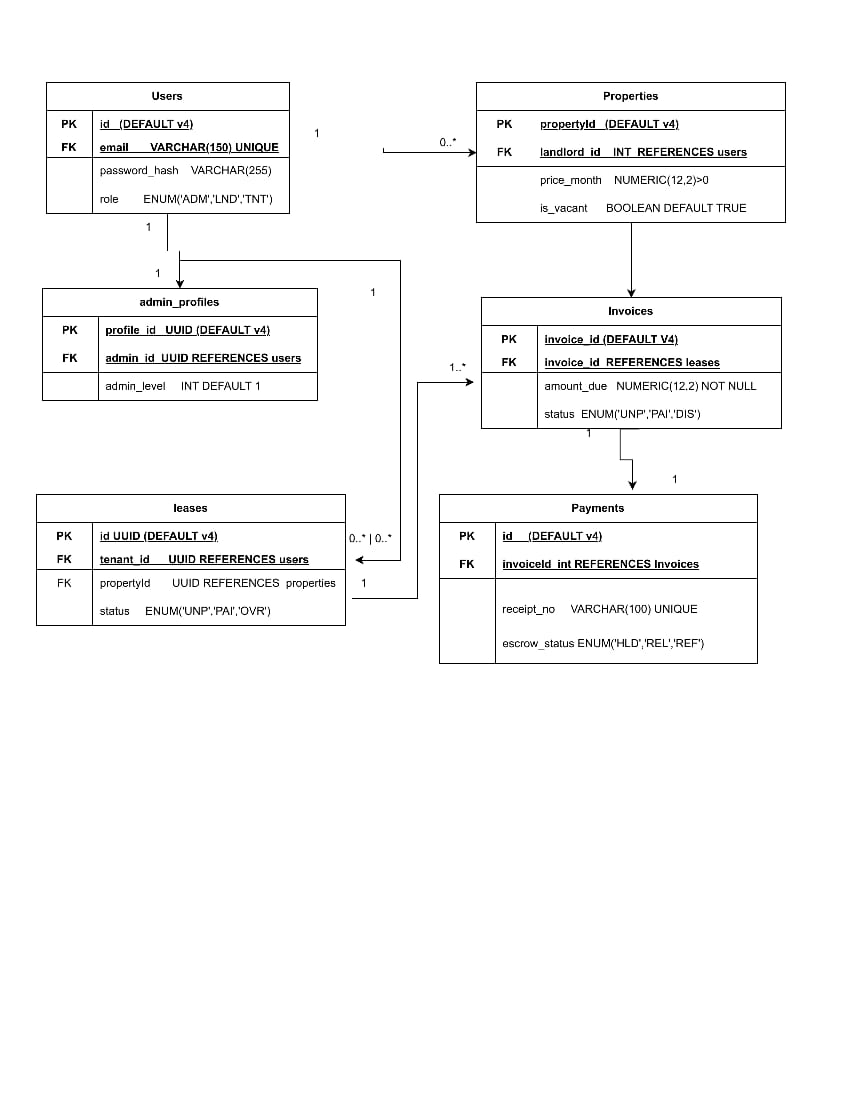 Users
PK id (DEFAULT v4)
FK email VARCHAR(150) UNIQUE
password_hash VARCHAR(255)
role ENUM('ADM','LND','TNT')
1
0..*
Properties
PK propertyId (DEFAULT v4)
FK landlord_id INT REFERENCES users
price_month NUMERIC(12,2)>0
is_vacant BOOLEAN DEFAULT TRUE
1
1
1
admin_profiles
PK profile_id UUID (DEFAULT v4)
FK admin_id UUID REFERENCES users
admin_level INT DEFAULT 1
Invoices
PK invoice_id (DEFAULT V4)
FK invoice_id REFERENCES leases
amount_due NUMERIC(12,2) NOT NULL
status ENUM('UNP','PAI','DIS')
1..*
1
1
leases
PK id UUID (DEFAULT v4)
FK tenant_id UUID REFERENCES users
FK propertyId UUID REFERENCES properties
status ENUM('UNP','PAI','OVR')
0..* | 0..*
1
Payments
PK id (DEFAULT v4)
FK invoiceId int REFERENCES Invoices
receipt_no VARCHAR(100) UNIQUE
escrow_status ENUM('HLD','REL','REF')